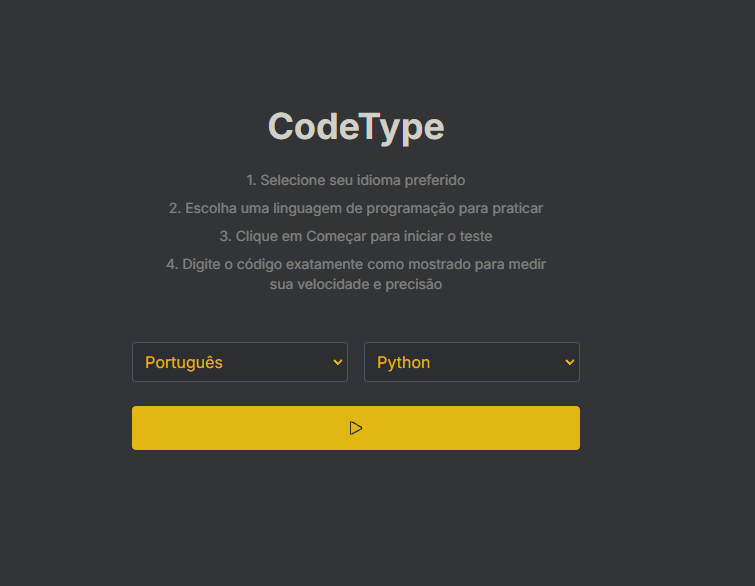 CodeType
1. Selecione seu idioma preferido
2. Escolha uma linguagem de programação para praticar
3. Clique em Começar para iniciar o teste
4. Digite o código exatamente como mostrado para medir
sua velocidade e precisão
Português
Python